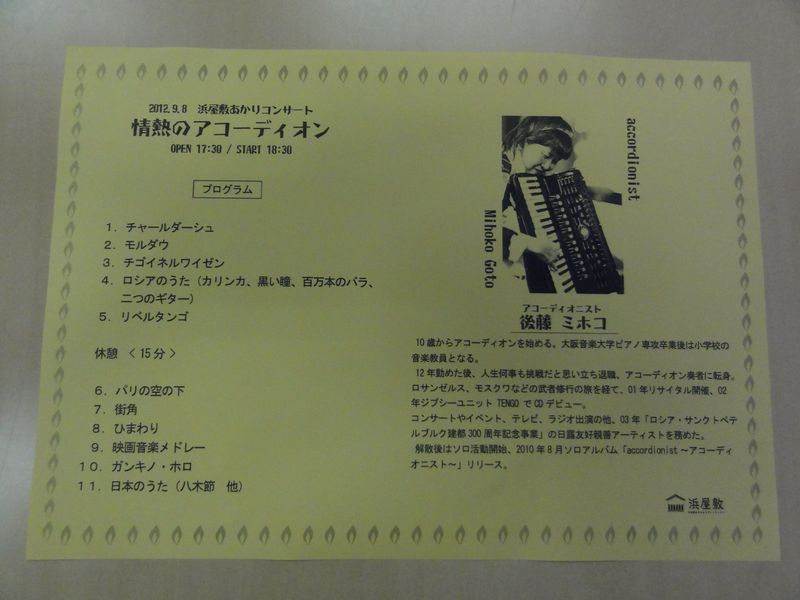 2012.9.8 浜屋敷あかりコンサート
情熱のアコーディオン
OPEN 17:30 / START 18:30
プログラム
1．チャールダーシュ
2．モルダウ
3．チゴイネルワイゼン
4．ロシアのうた（カリンカ、黒い瞳、百万本のバラ、
二つのギター）
5．リベルタンゴ
休憩 < 15分 >
6．パリの空の下
7．街角
8．ひまわり
9．映画音楽メドレー
10．ガンキノ・ホロ
11．日本のうた（八木節 他）
accordionist
Mihoko Goto
アコーディオニスト
後藤 ミホコ
10歳からアコーディオンを始める。大阪音楽大学ピアノ専攻卒業後は小学校の
音楽教員となる。
12年勤めた後、人生何事も挑戦だと思い立ち退職、アコーディオン奏者に転身。
ロサンゼルス、モスクワなどの武者修行の旅を経て、01年リサイタル開催、02
年ジプシーユニット TENGO でCDデビュー。
コンサートやイベント、テレビ、ラジオ出演の他、03年「ロシア・サンクトペテ
ルブルク建都300周年記念事業」の日露友好親善アーティストを務めた。
解散後はソロ活動開始、2010年8月ソロアルバム「accordionist～アコーディ
オニスト～」リリース。
浜屋敷